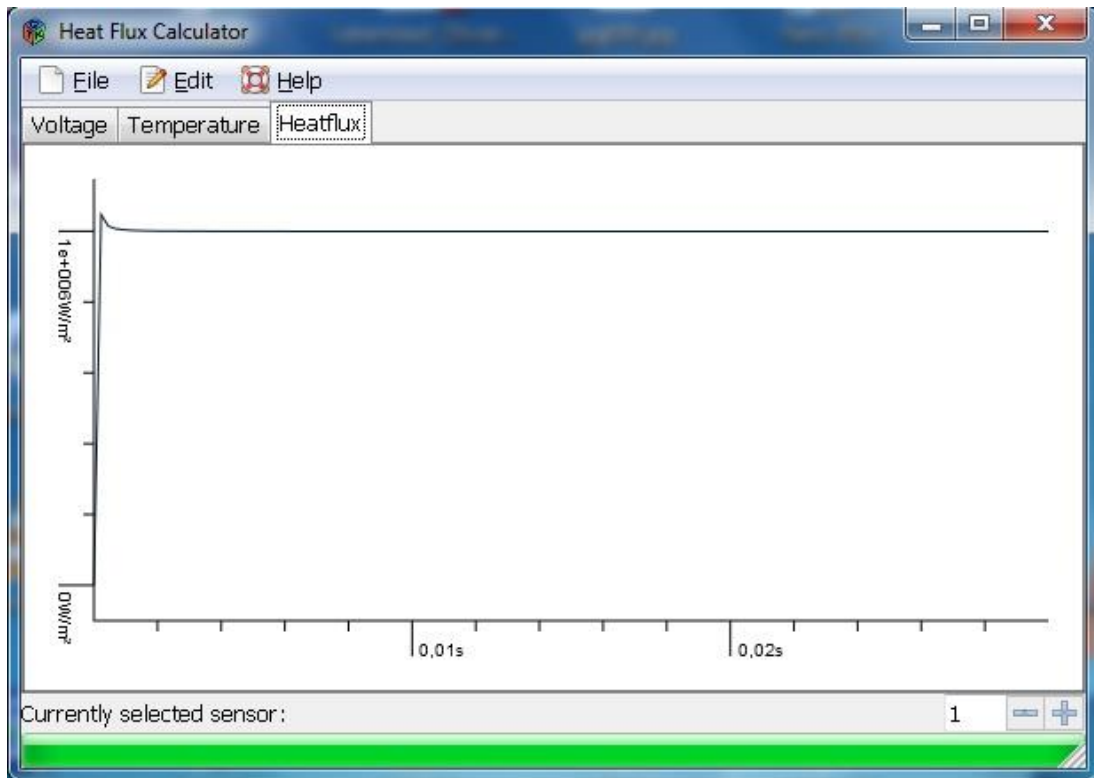 Heat Flux Calculator
File Edit Help
Voltage Temperature Heatflux
1e+006W/m²
0W/m²
0,01s 0,02s
Currently selected sensor: 1